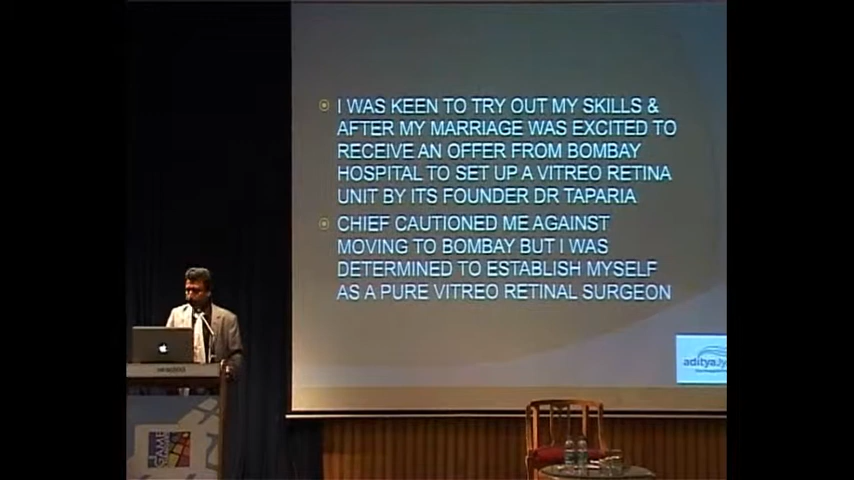 I WAS KEEN TO TRY OUT MY SKILLS &
AFTER MY MARRIAGE WAS EXCITED TO
RECEIVE AN OFFER FROM BOMBAY
HOSPITAL TO SET UP A VITREO RETINA
UNIT BY ITS FOUNDER DR TAPARIA
CHIEF CAUTIONED ME AGAINST
MOVING TO BOMBAY BUT I WAS
DETERMINED TO ESTABLISH MYSELF
AS A PURE VITREO RETINAL SURGEON
aditya.jy
GAME